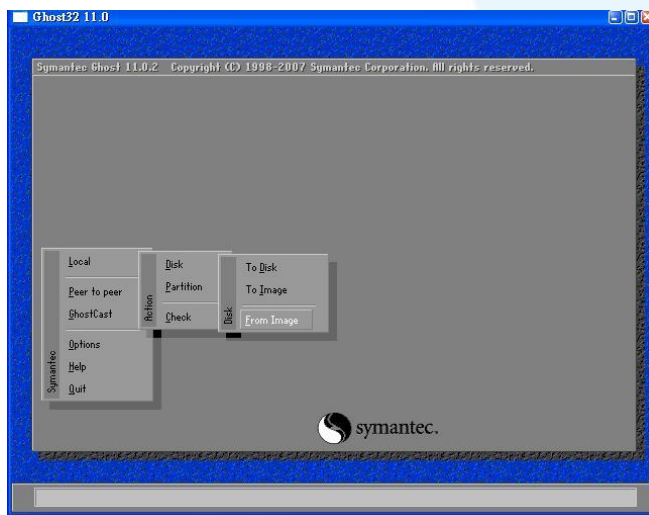 Ghost32 11.0
Symantec Ghost 11.0.2 Copyright (C) 1998-2007 Symantec Corporation. All rights reserved.
Local
Peer to peer
GhostCast
Options
Help
Quit
Symantec
Disk
Partition
Check
Action
To Disk
To Image
From Image
Disk
symantec.